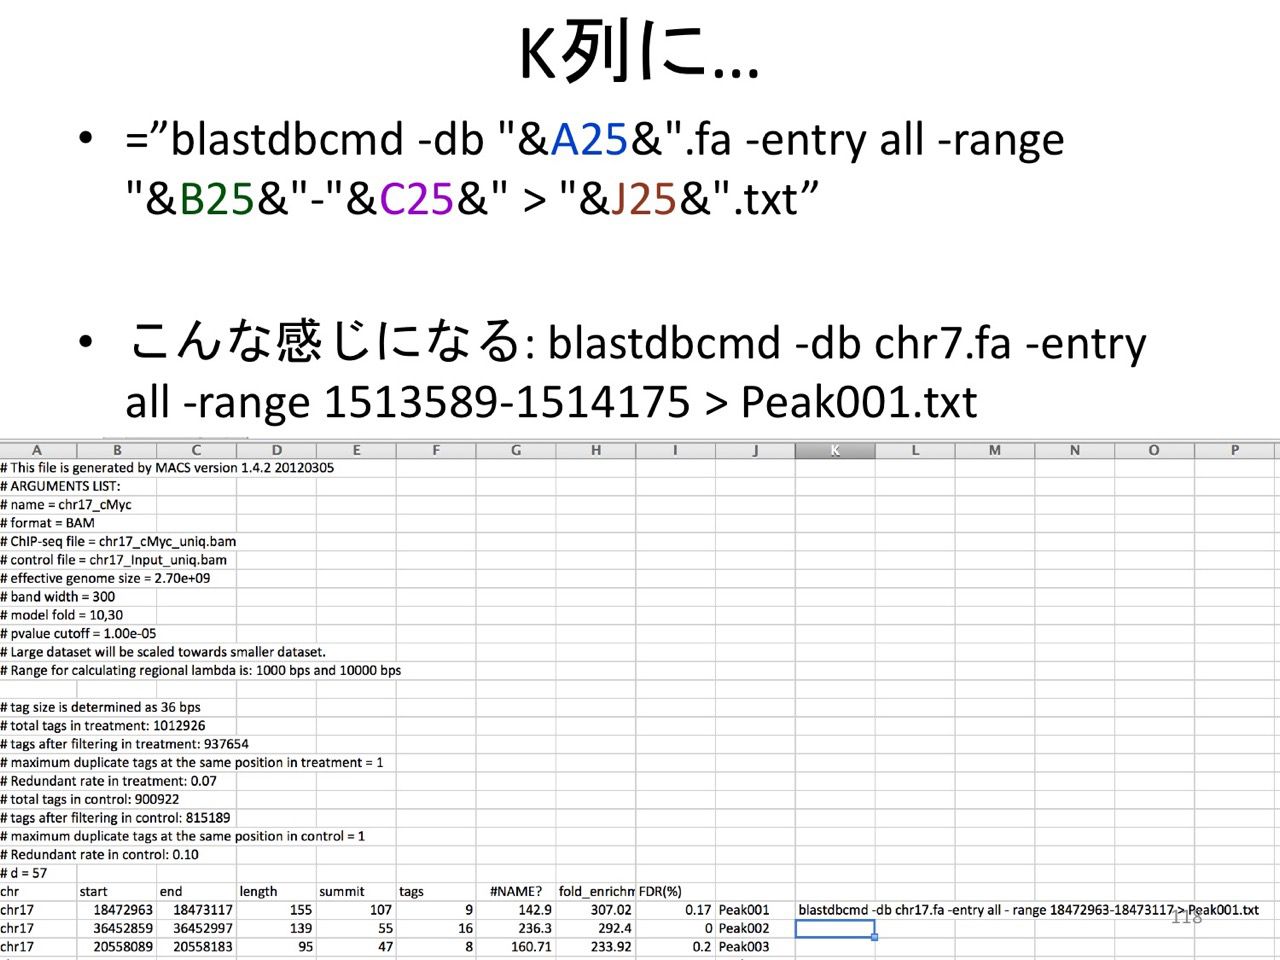 K列に...
• =”blastdbcmd -db "&A25&".fa -entry all -range
"&B25&"-"&C25&" > "&J25&".txt”
• こんな感じになる: blastdbcmd -db chr7.fa -entry
all -range 1513589-1514175 > Peak001.txt
A B C D E F G H I J K L M N O P
# This file is generated by MACS version 1.4.2 20120305
# ARGUMENTS LIST:
# name = chr17_cMyc
# format = BAM
# ChIP-seq file = chr17_cMyc_uniq.bam
# control file = chr17_Input_uniq.bam
# effective genome size = 2.70e+09
# band width = 300
# model fold = 10,30
# pvalue cutoff = 1.00e-05
# Large dataset will be scaled towards smaller dataset.
# Range for calculating regional lambda is: 1000 bps and 10000 bps
# tag size is determined as 36 bps
# total tags in treatment: 1012926
# tags after filtering in treatment: 937654
# maximum duplicate tags at the same position in treatment = 1
# Redundant rate in treatment: 0.07
# total tags in control: 900922
# tags after filtering in control: 815189
# maximum duplicate tags at the same position in control = 1
# Redundant rate in control: 0.10
# d = 57
chr start end length summit tags #NAME? fold_enrichm FDR(%)
chr17 18472963 18473117 155 107 9 142.9 307.02 0.17 Peak001 blastdbcmd -db chr17.fa -entry all - range 18472963-18473117 > Peak001.txt
118
chr17 36452859 36452997 139 55 16 236.3 292.4 0 Peak002
chr17 20558089 20558183 95 47 8 160.71 233.92 0.2 Peak003